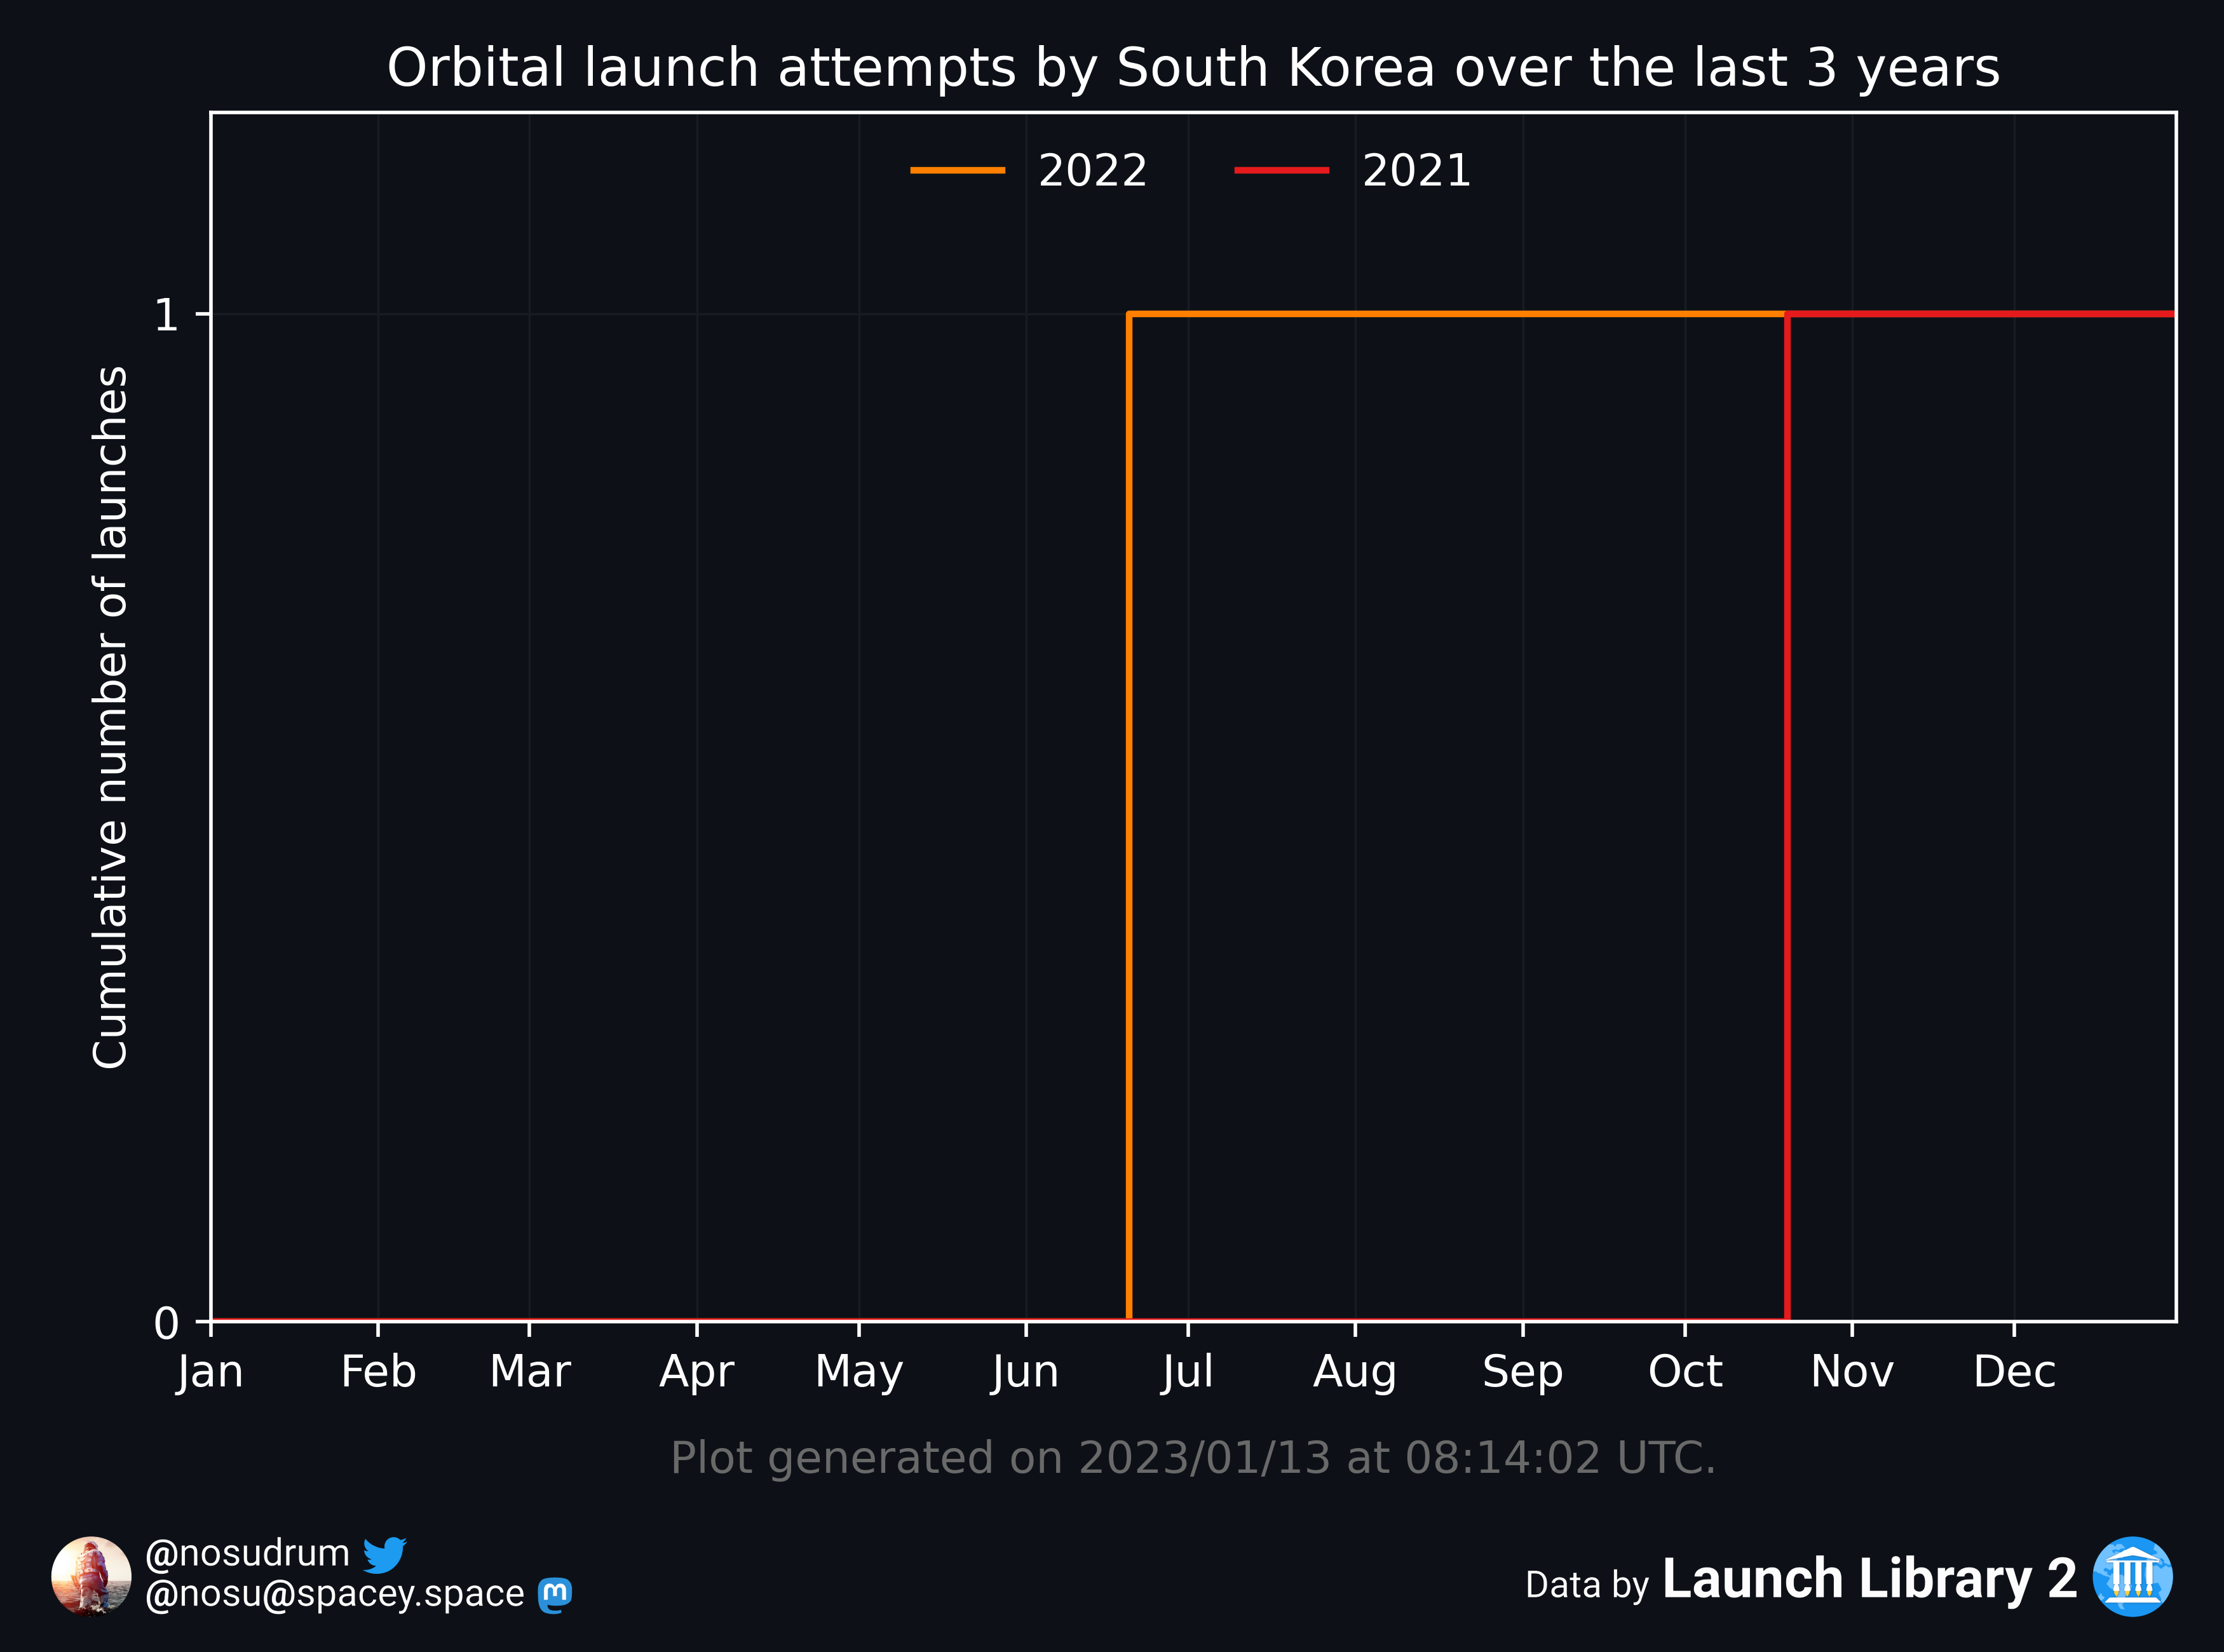 Orbital launch attempts by South Korea over the last 3 years
2022 2021
Cumulative number of launches
1
0
Jan Feb Mar Apr May Jun Jul Aug Sep Oct Nov Dec
Plot generated on 2023/01/13 at 08:14:02 UTC.
@nosudrum
@nosu@spacey.space
Data by Launch Library 2